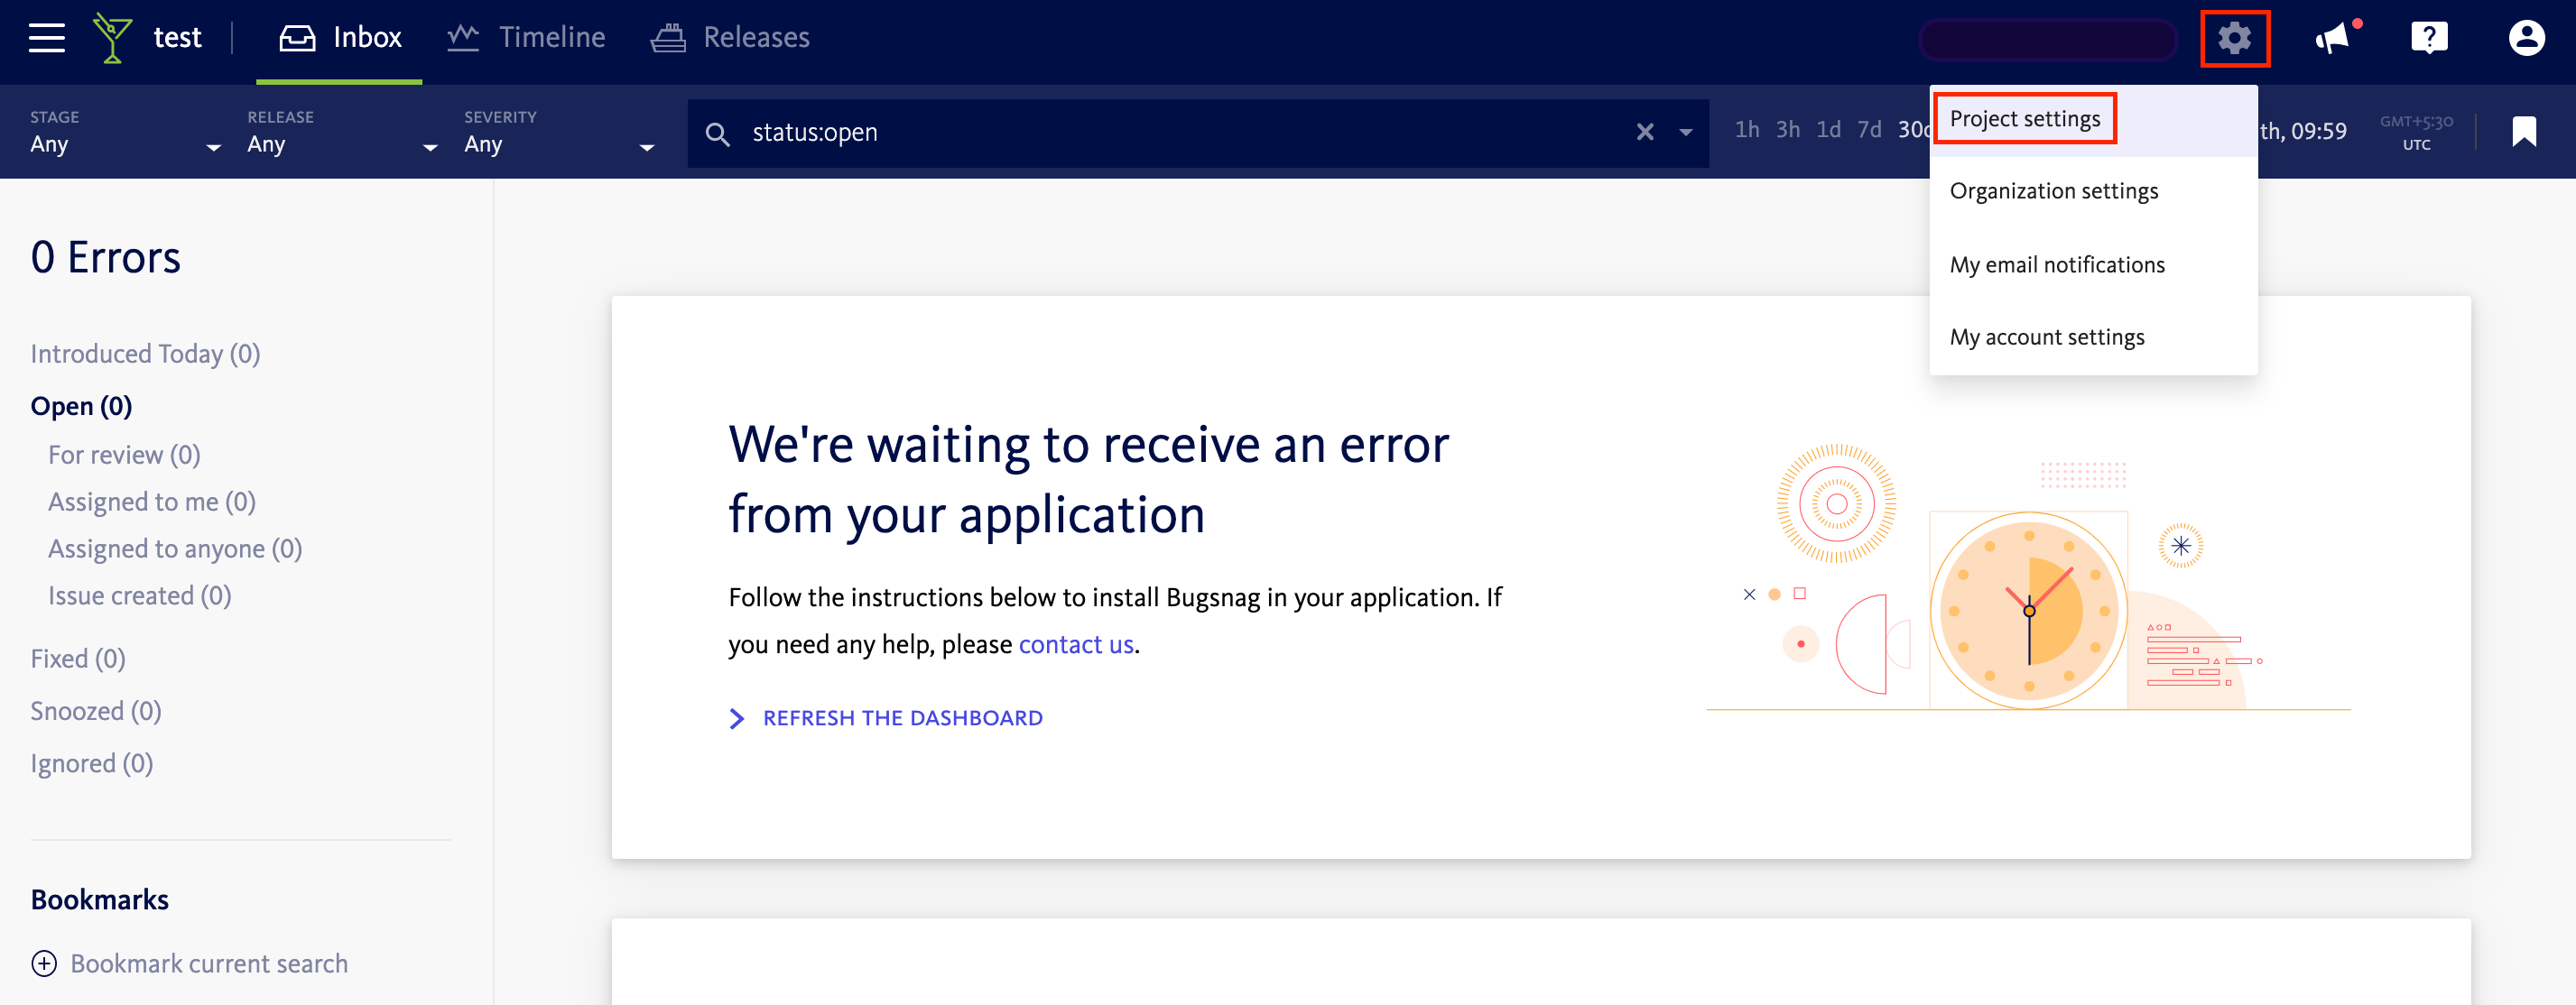 test
Inbox
Timeline
Releases
STAGE
Any
RELEASE
Any
SEVERITY
Any
status:open
1h 3h 1d 7d
th, 09:59
GMT+5:30
UTC
Project settings
Organization settings
My email notifications
My account settings
0 Errors
Introduced Today (0)
Open (0)
For review (0)
Assigned to me (0)
Assigned to anyone (0)
Issue created (0)
Fixed (0)
Snoozed (0)
Ignored (0)
Bookmarks
Bookmark current search
We're waiting to receive an error
from your application
Follow the instructions below to install Bugsnag in your application. If
you need any help, please contact us.
REFRESH THE DASHBOARD